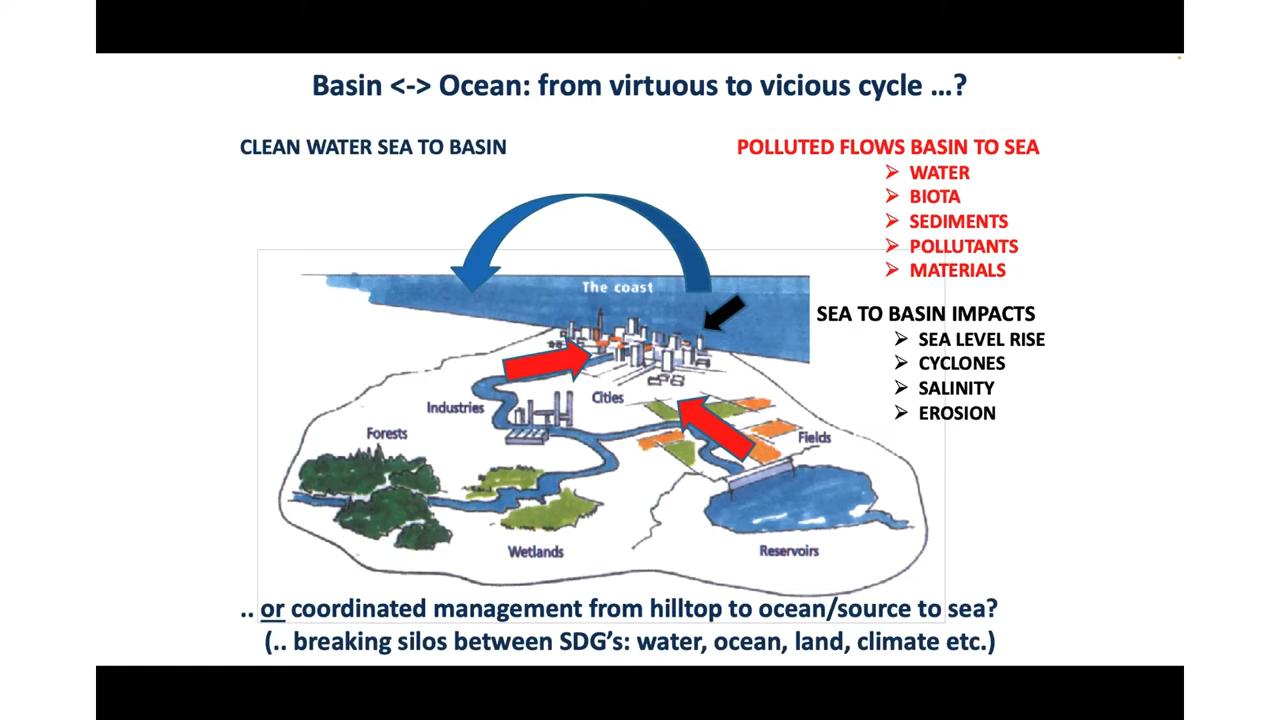 Basin <-> Ocean: from virtuous to vicious cycle ...?
CLEAN WATER SEA TO BASIN
POLLUTED FLOWS BASIN TO SEA
➢ WATER
➢ BIOTA
➢ SEDIMENTS
➢ POLLUTANTS
➢ MATERIALS
The coast
SEA TO BASIN IMPACTS
➢ SEA LEVEL RISE
➢ CYCLONES
➢ SALINITY
➢ EROSION
Cities
Industries
Forests
Fields
Wetlands
Reservoirs
.. or coordinated management from hilltop to ocean/source to sea?
(.. breaking silos between SDG's: water, ocean, land, climate etc.)